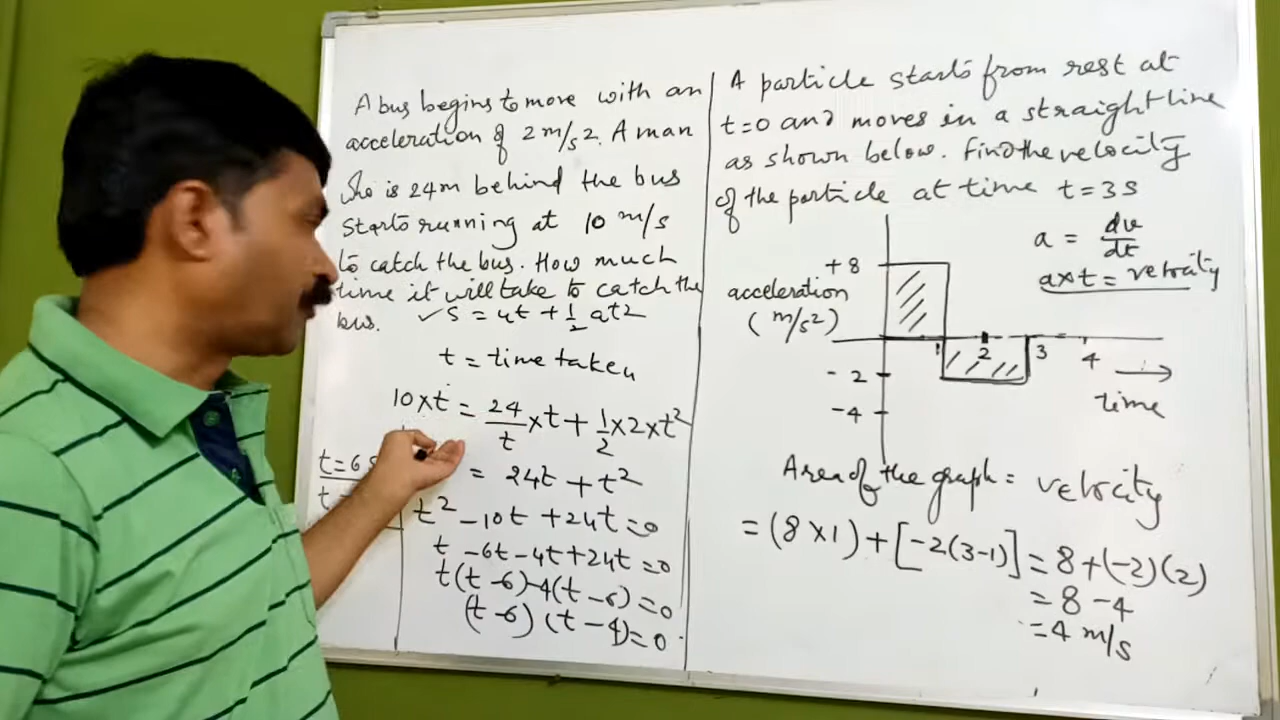 A bus begins to move with an
acceleration of 2 m/s2. A man
who is 24m behind the bus
starts running at 10 m/s
to catch the bus. How much
time it will take to catch the
bus.
✓ s = ut + 1/2 at2
t = time taken
10×t = 24/t ×t + 1/2 ×2×t²
= 24t + t²
t² - 10t + 24t = 0
t - 6t - 4t + 24t = 0
t(t-6)-4(t-6) = 0
(t-6)(t-4) = 0
t=6s
t
A particle starts from rest at
t=0 and moves in a straight line
as shown below. Find the velocity
of the particle at time t=3s
a = dv/dt
a×t = velocity
+8
acceleration
(m/s2)
1 2 3 4
-2
-4
time
Area of the graph = velocity
= (8×1)+[-2(3-1)] = 8+(-2)(2)
= 8-4
= 4 m/s